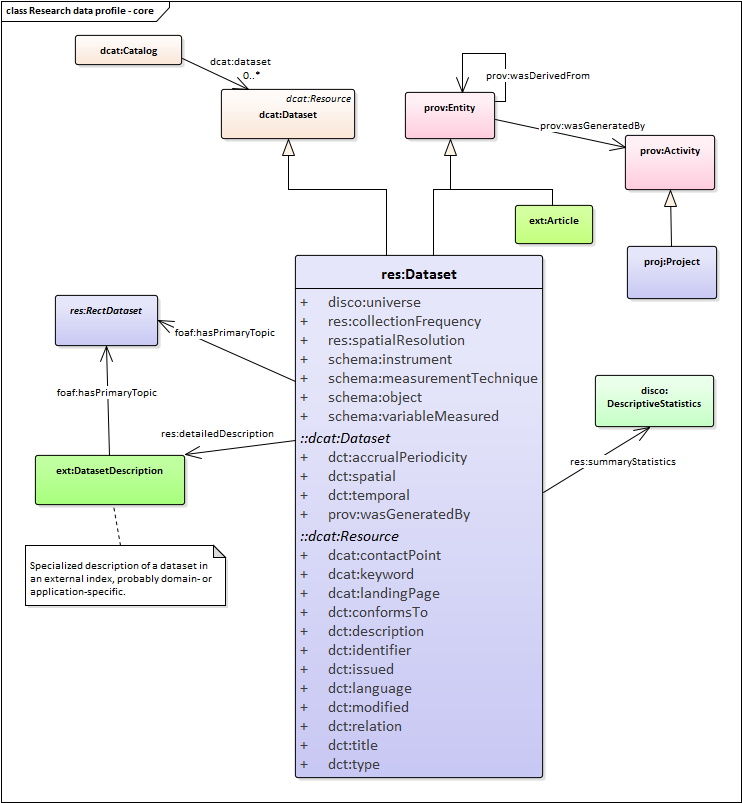 class Research data profile - core
dcat:Catalog
dcat:dataset
0..*
dcat:Resource
dcat:Dataset
prov:Entity
prov:wasDerivedFrom
prov:wasGeneratedBy
prov:Activity
ext:Article
proj:Project
res:Dataset
+ disco:universe
+ res:collectionFrequency
+ res:spatialResolution
+ schema:instrument
+ schema:measurementTechnique
+ schema:object
+ schema:variableMeasured
::dcat:Dataset
+ dct:accrualPeriodicity
+ dct:spatial
+ dct:temporal
+ prov:wasGeneratedBy
::dcat:Resource
+ dcat:contactPoint
+ dcat:keyword
+ dcat:landingPage
+ dct:conformsTo
+ dct:description
+ dct:identifier
+ dct:issued
+ dct:language
+ dct:modified
+ dct:relation
+ dct:title
+ dct:type
res:RectDataset
foaf:hasPrimaryTopic
foaf:hasPrimaryTopic
res:detailedDescription
ext:DatasetDescription
Specialized description of a dataset in
an external index, probably domain- or
application-specific.
disco:
DescriptiveStatistics
res:summaryStatistics